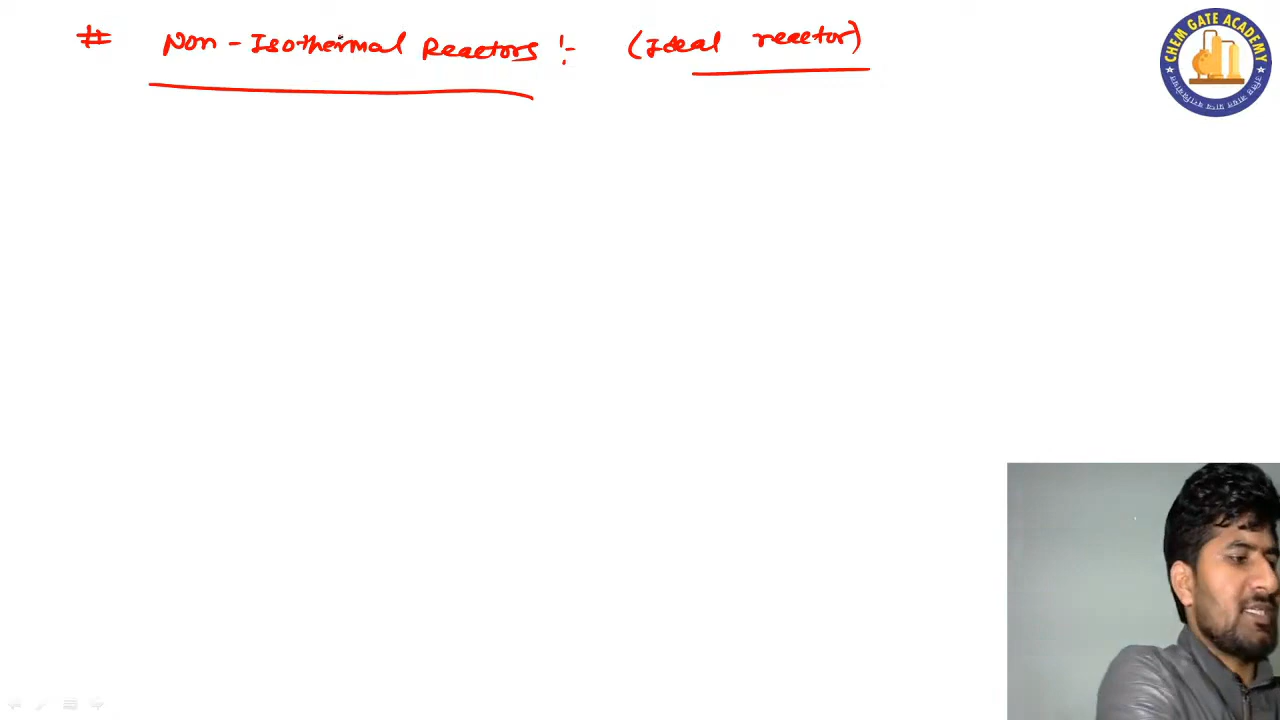 # Non-Isothermal Reactors :- (Ideal reactor)
CHEM GATE ACADEMY